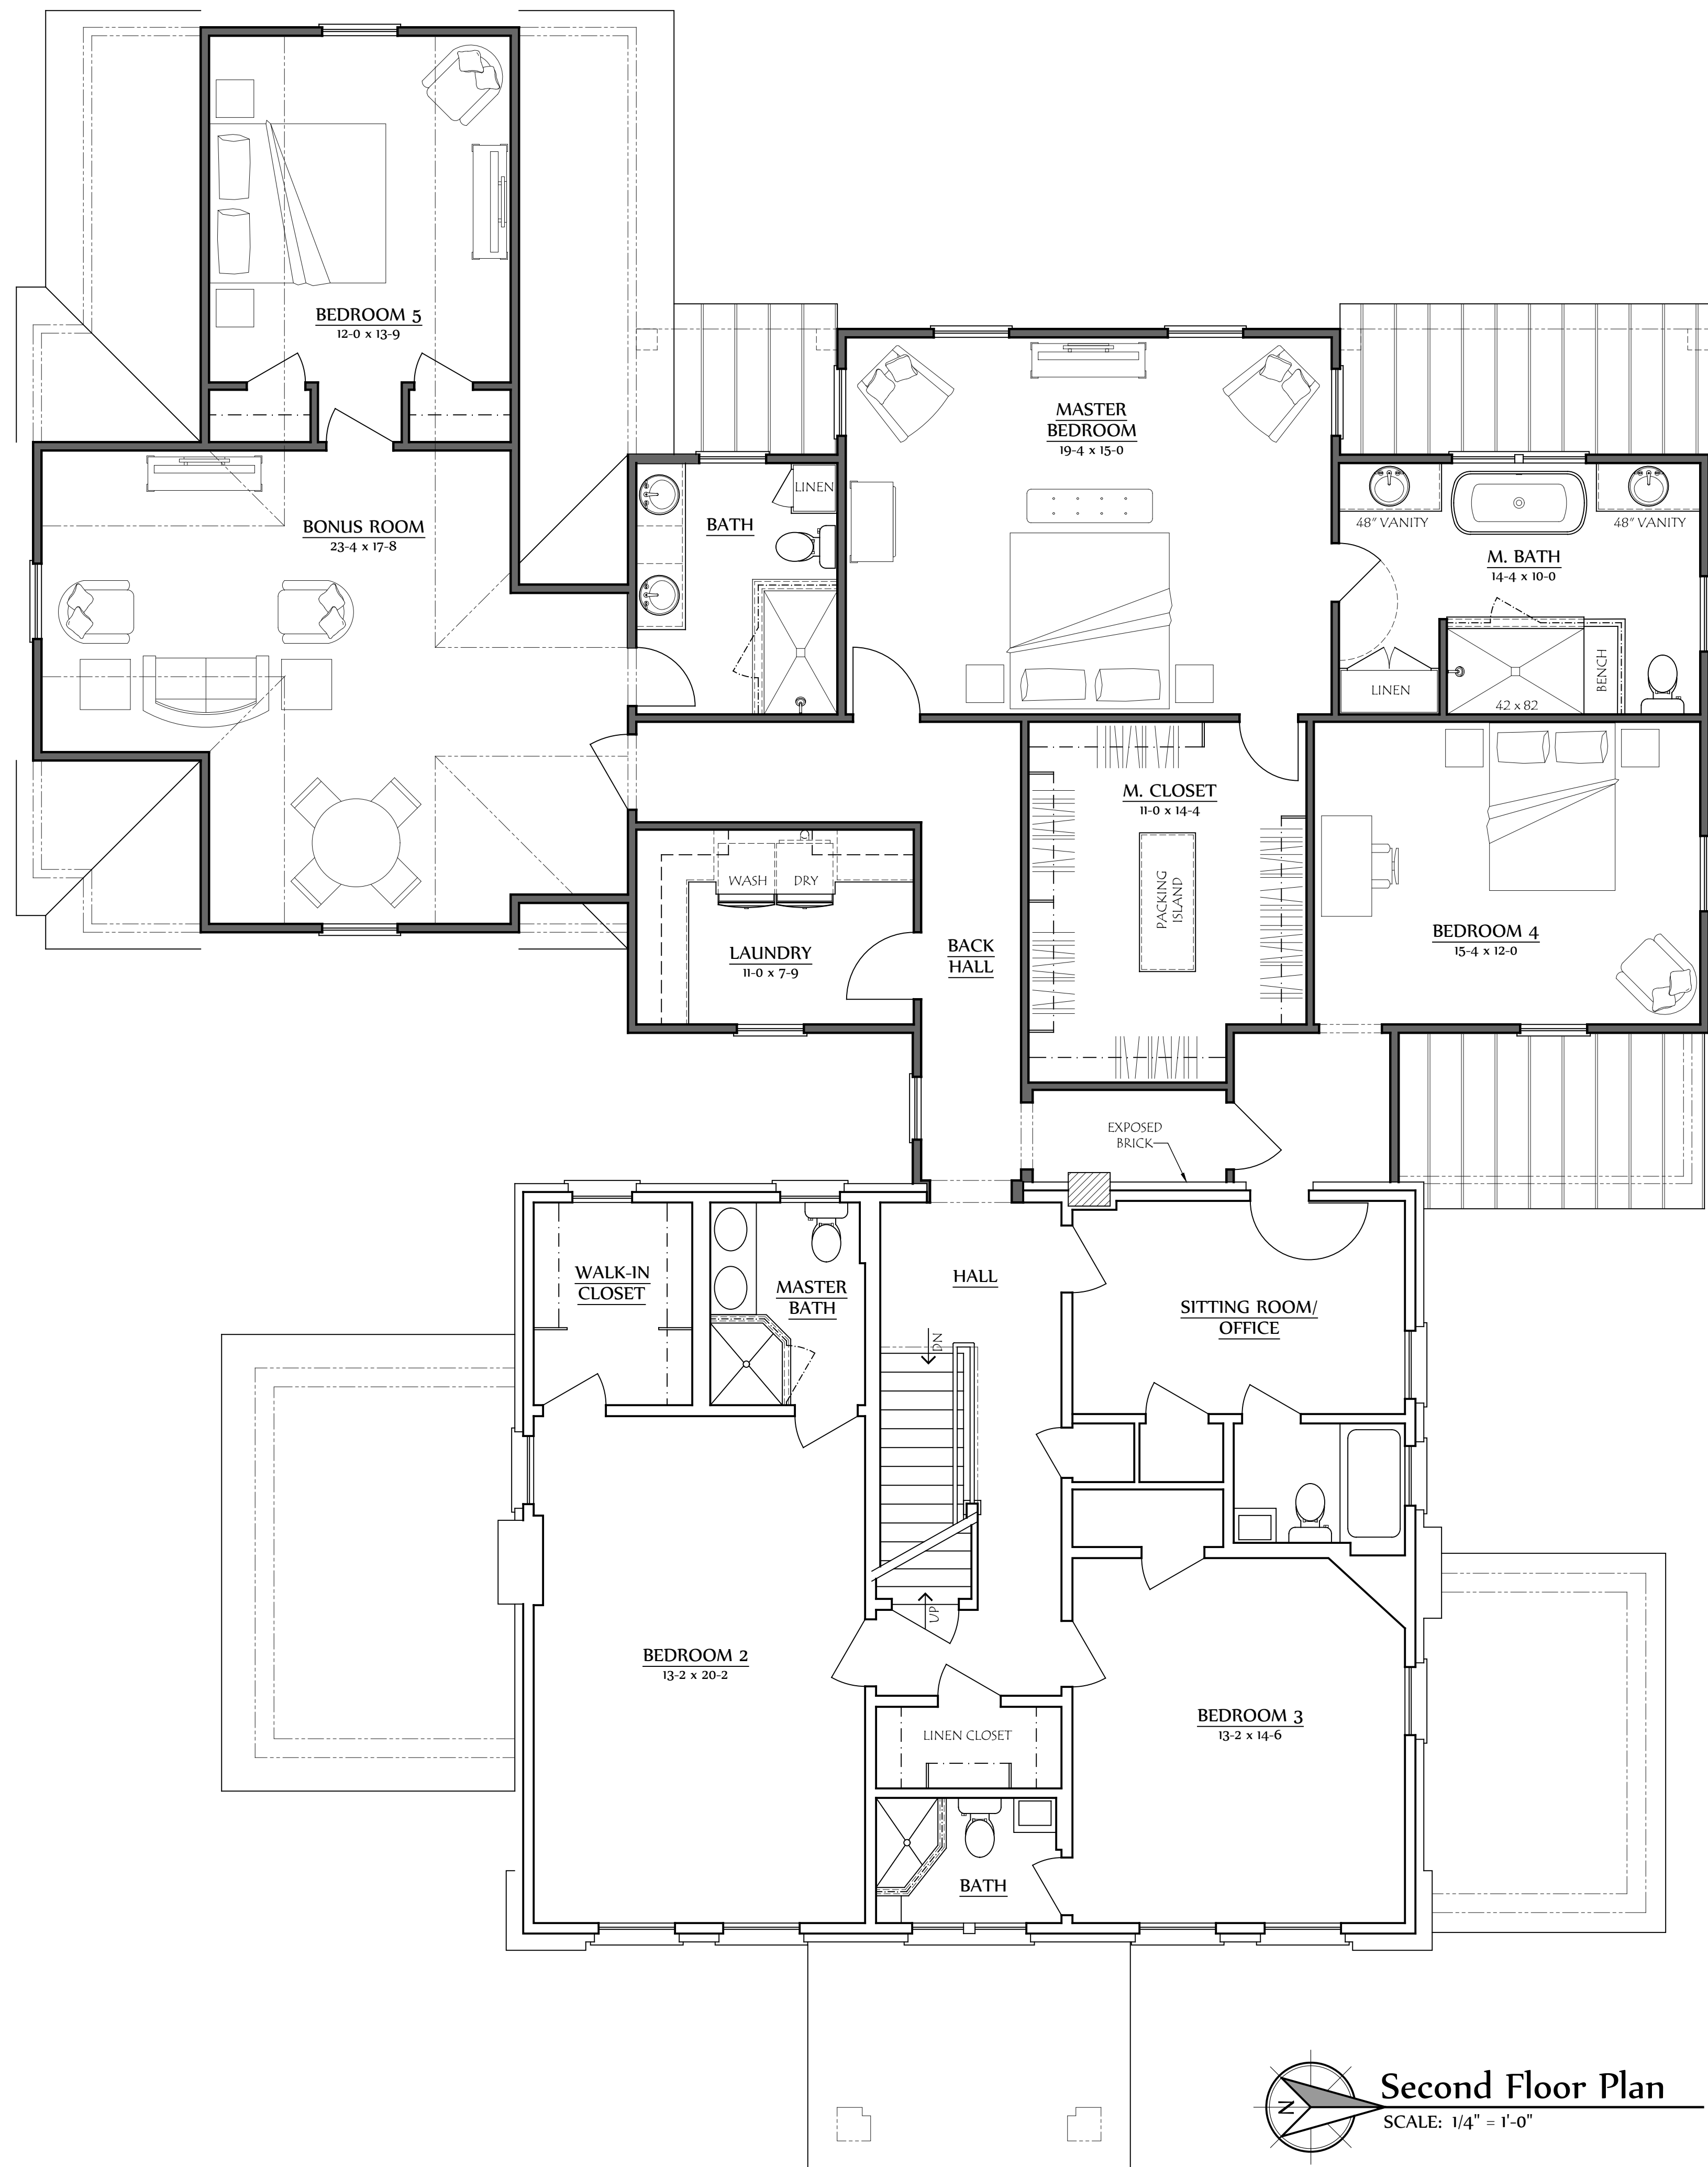 BEDROOM 5
12-0 x 13-9
MASTER
BEDROOM
19-4 x 15-0
LINEN
BATH
BONUS ROOM
23-4 x 17-8
48" VANITY
48" VANITY
M. BATH
14-4 x 10-0
LINEN
BENCH
42 x 82
M. CLOSET
11-0 x 14-4
PACKING
ISLAND
WASH
DRY
LAUNDRY
11-0 x 7-9
BACK
HALL
BEDROOM 4
15-4 x 12-0
EXPOSED
BRICK
WALK-IN
CLOSET
MASTER
BATH
HALL
SITTING ROOM/
OFFICE
DN
UP
BEDROOM 2
13-2 x 20-2
BEDROOM 3
13-2 x 14-6
LINEN CLOSET
BATH
N
Second Floor Plan
SCALE: 1/4" = 1'-0"